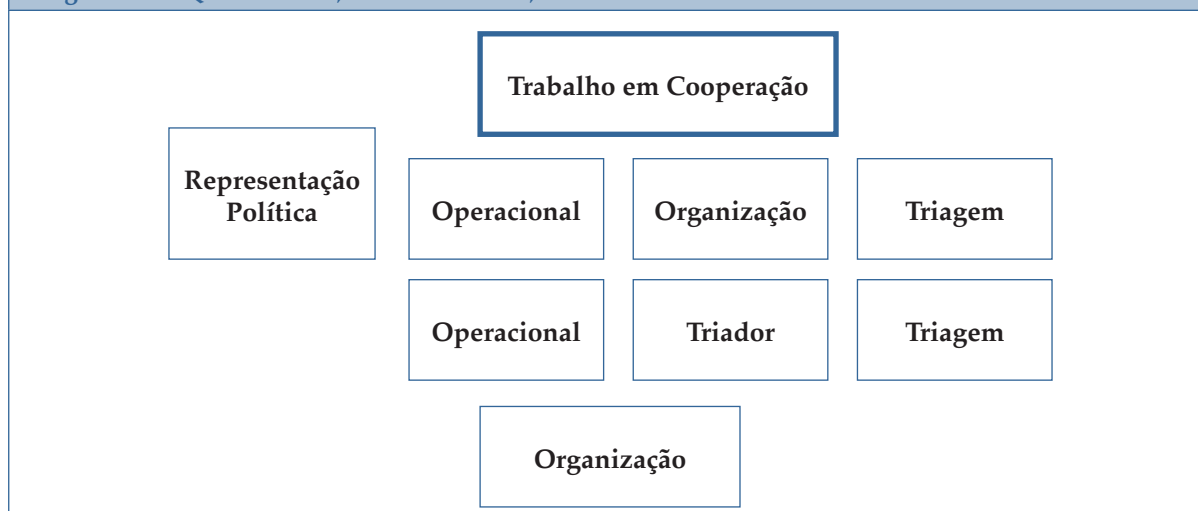 Trabalho em Cooperação
Representação
Política
Operacional
Organização
Triagem
Operacional
Triador
Triagem
Organização